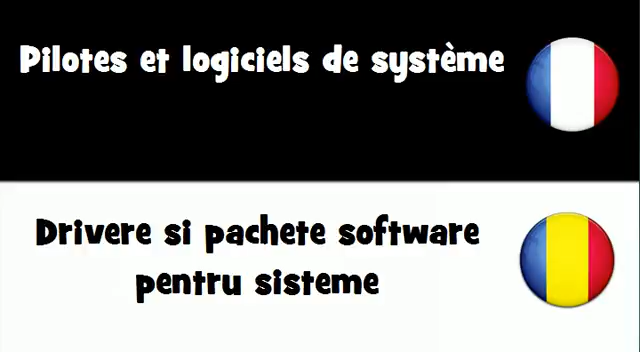 Pilotes et logiciels de système
Drivere si pachete software
pentru sisteme